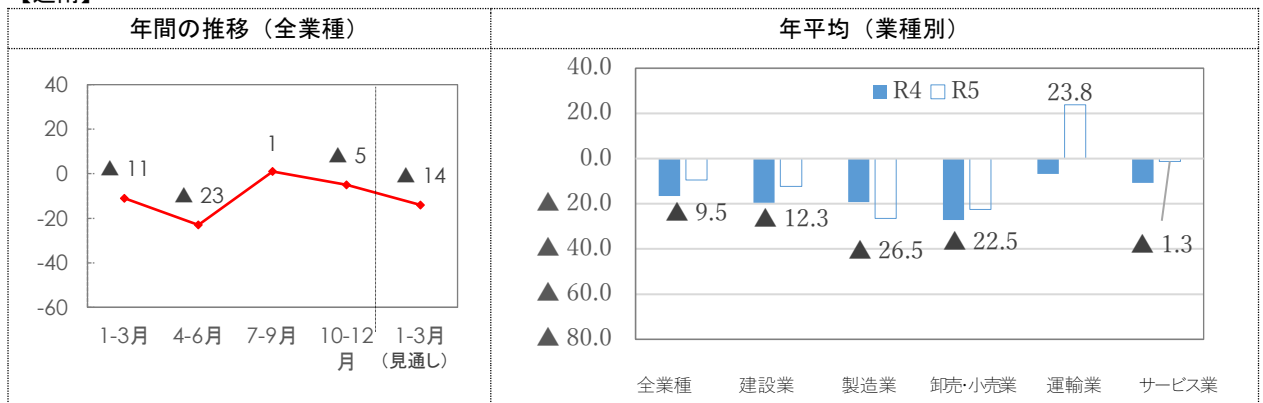 年間の推移（全業種）
年平均（業種別）
40
20
0
-20
-40
-60
▲ 11
▲ 23
1
▲ 5
▲ 14
1-3月
4-6月
7-9月
10-12
月
1-3月
（見通し）
40.0
20.0
0.0
▲ 20.0
▲ 40.0
▲ 60.0
▲ 80.0
R4 R5
▲ 9.5
▲ 12.3
▲ 26.5
▲ 22.5
23.8
▲ 1.3
全業種
建設業
製造業
卸売・小売業
運輸業
サービス業